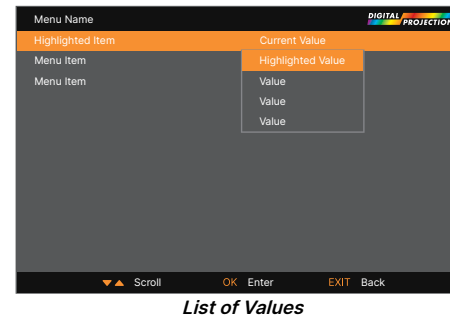 Menu Name
DIGITAL PROJECTION
Highlighted Item Current Value
Menu Item Highlighted Value
Menu Item Value
Value
Value
▼▲ Scroll OK Enter EXIT Back
List of Values